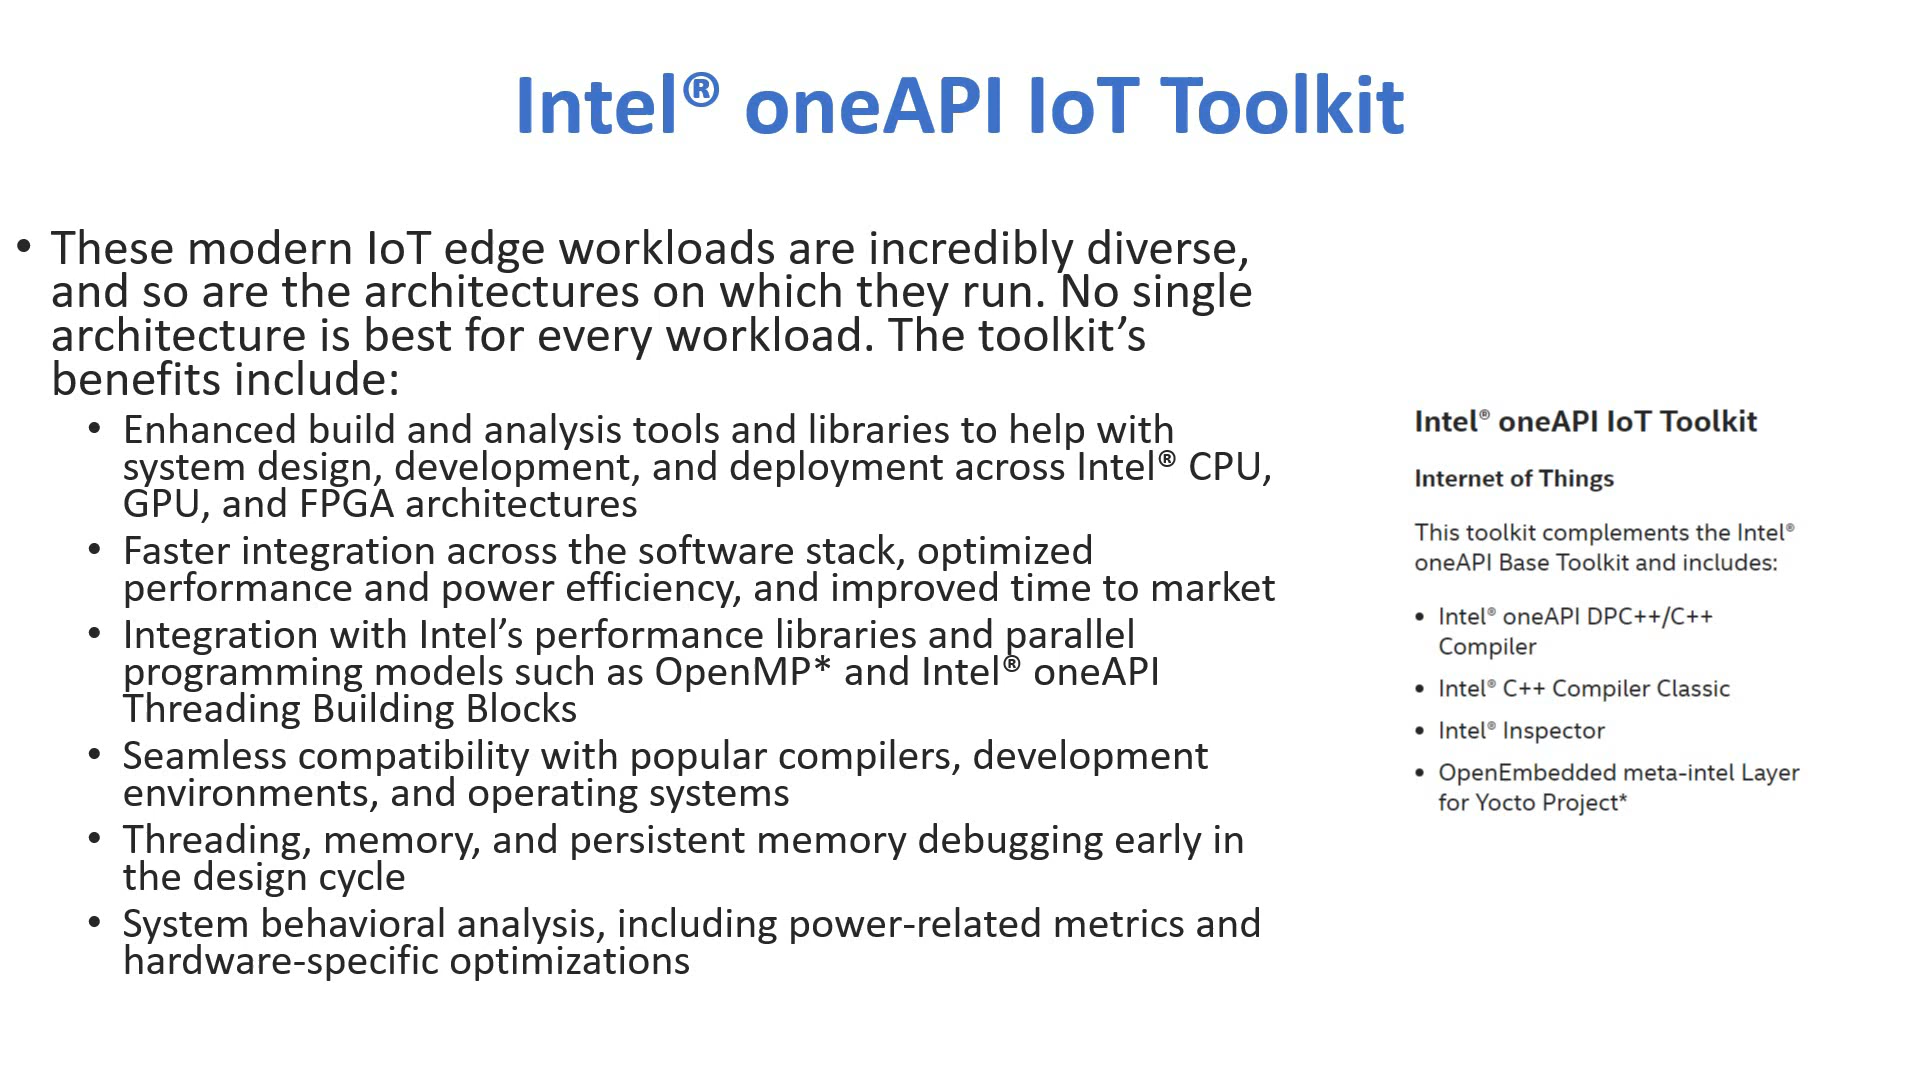 Intel® oneAPI IoT Toolkit
• These modern IoT edge workloads are incredibly diverse,
and so are the architectures on which they run. No single
architecture is best for every workload. The toolkit’s
benefits include:
• Enhanced build and analysis tools and libraries to help with
system design, development, and deployment across Intel® CPU,
GPU, and FPGA architectures
• Faster integration across the software stack, optimized
performance and power efficiency, and improved time to market
• Integration with Intel’s performance libraries and parallel
programming models such as OpenMP* and Intel® oneAPI
Threading Building Blocks
• Seamless compatibility with popular compilers, development
environments, and operating systems
• Threading, memory, and persistent memory debugging early in
the design cycle
• System behavioral analysis, including power-related metrics and
hardware-specific optimizations
Intel® oneAPI IoT Toolkit
Internet of Things
This toolkit complements the Intel®
oneAPI Base Toolkit and includes:
• Intel® oneAPI DPC++/C++
Compiler
• Intel® C++ Compiler Classic
• Intel® Inspector
• OpenEmbedded meta-intel Layer
for Yocto Project*